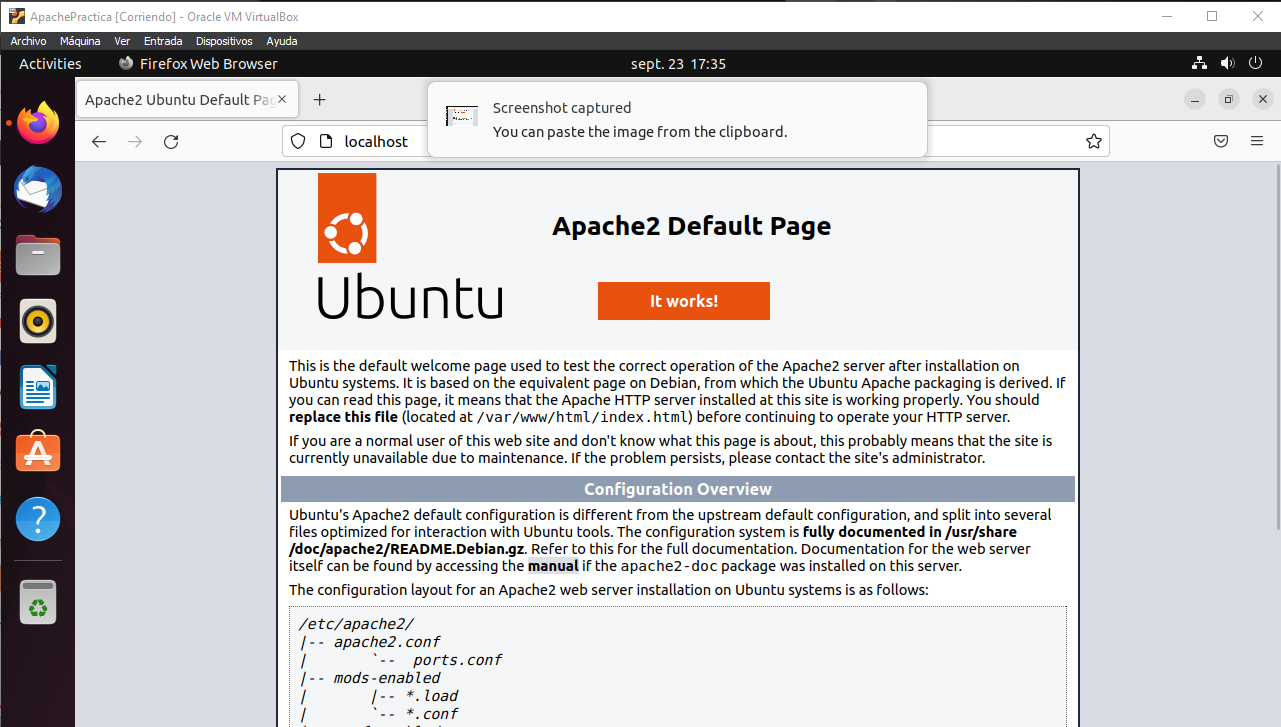 ApachePractica [Corriendo] - Oracle VM VirtualBox
Archivo Máquina Ver Entrada Dispositivos Ayuda
Activities Firefox Web Browser sept. 23 17:35
Apache2 Ubuntu Default Pa
Screenshot captured
You can paste the image from the clipboard.
localhost
Apache2 Default Page
Ubuntu
It works!
This is the default welcome page used to test the correct operation of the Apache2 server after installation on
Ubuntu systems. It is based on the equivalent page on Debian, from which the Ubuntu Apache packaging is derived. If
you can read this page, it means that the Apache HTTP server installed at this site is working properly. You should
replace this file (located at /var/www/html/index.html) before continuing to operate your HTTP server.
If you are a normal user of this web site and don't know what this page is about, this probably means that the site is
currently unavailable due to maintenance. If the problem persists, please contact the site's administrator.
Configuration Overview
Ubuntu's Apache2 default configuration is different from the upstream default configuration, and split into several
files optimized for interaction with Ubuntu tools. The configuration system is fully documented in /usr/share
/doc/apache2/README.Debian.gz. Refer to this for the full documentation. Documentation for the web server
itself can be found by accessing the manual if the apache2-doc package was installed on this server.
The configuration layout for an Apache2 web server installation on Ubuntu systems is as follows:
/etc/apache2/
|-- apache2.conf
|       `--  ports.conf
|-- mods-enabled
|       |-- *.load
|       `-- *.conf